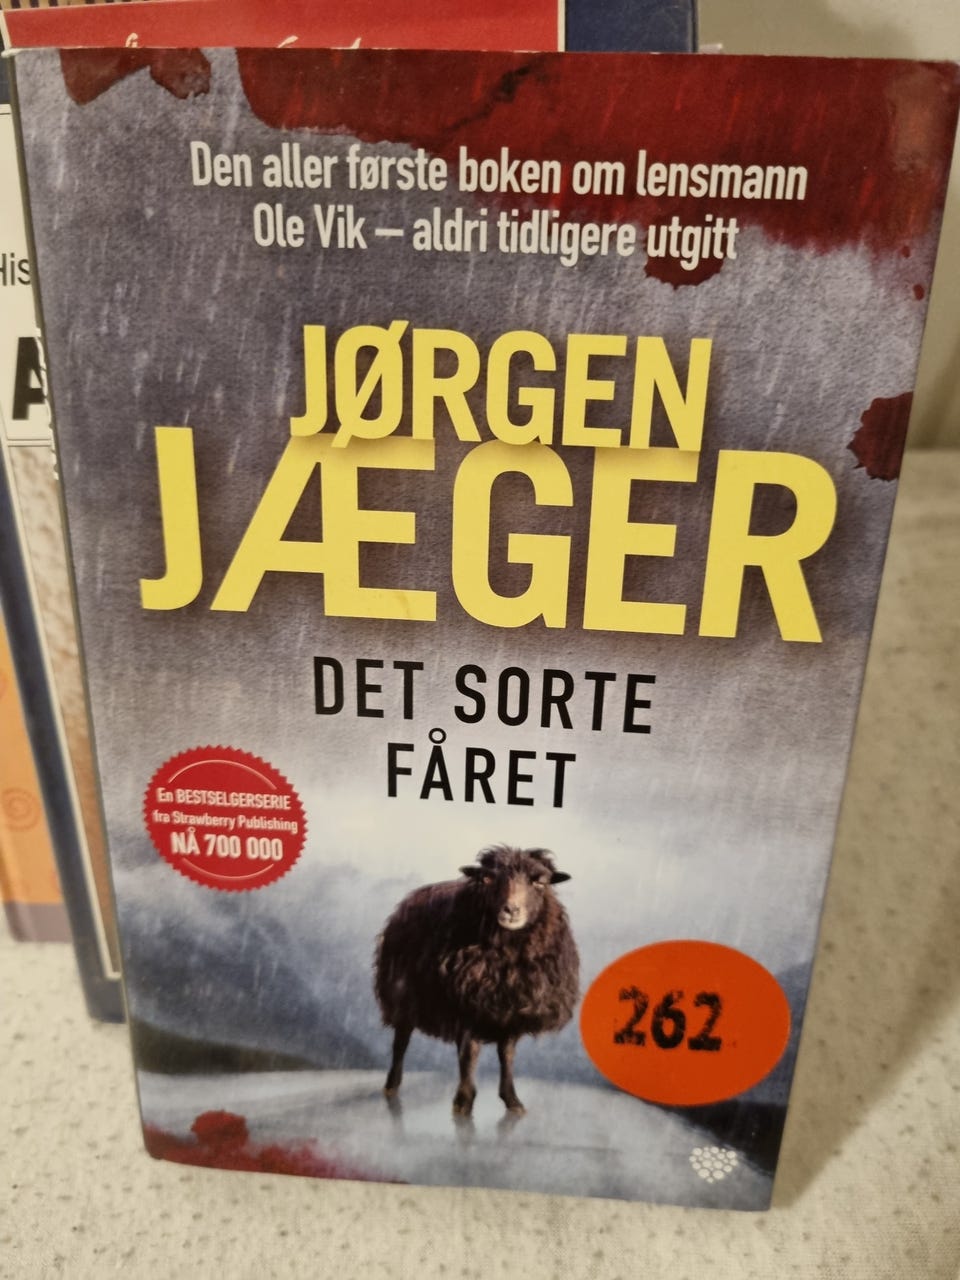 Den aller første boken om lensmann
Ole Vik – aldri tidligere utgitt
JØRGEN
JÆGER
DET SORTE
FÅRET
En BESTSELGERSERIE
fra Strawberry Publishing
NÅ 700 000
262
His
A